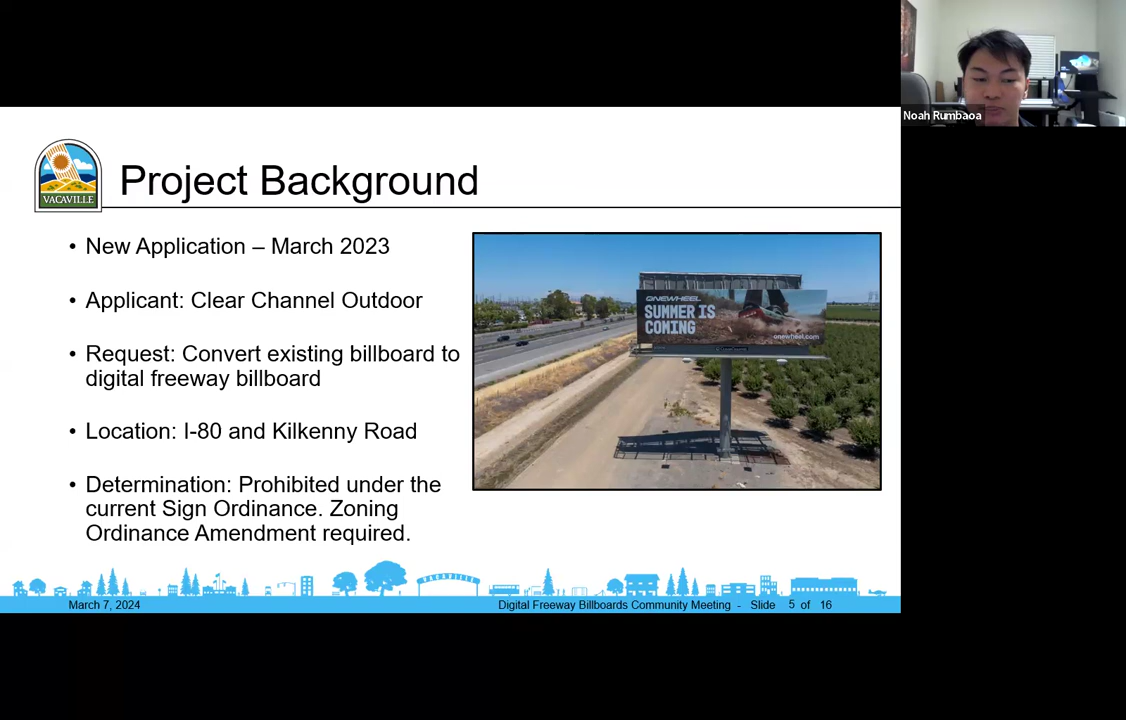 Noah Rumbaoa
VACAVILLE
Project Background
• New Application – March 2023
• Applicant: Clear Channel Outdoor
• Request: Convert existing billboard to
digital freeway billboard
• Location: I-80 and Kilkenny Road
• Determination: Prohibited under the
current Sign Ordinance. Zoning
Ordinance Amendment required.
ONEWHEEL
SUMMER IS
COMING
onewheel.com
VACAVILLE
March 7, 2024
Digital Freeway Billboards Community Meeting - Slide 5 of 16